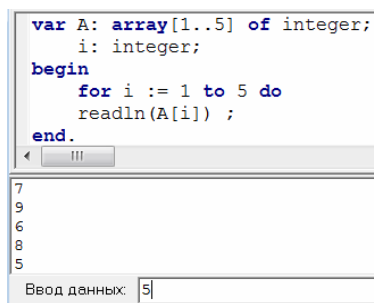 var A: array[1..5] of integer;
i: integer;
begin
for i := 1 to 5 do
readln(A[i]) ;
end.
7
9
6
8
5
Ввод данных: 5